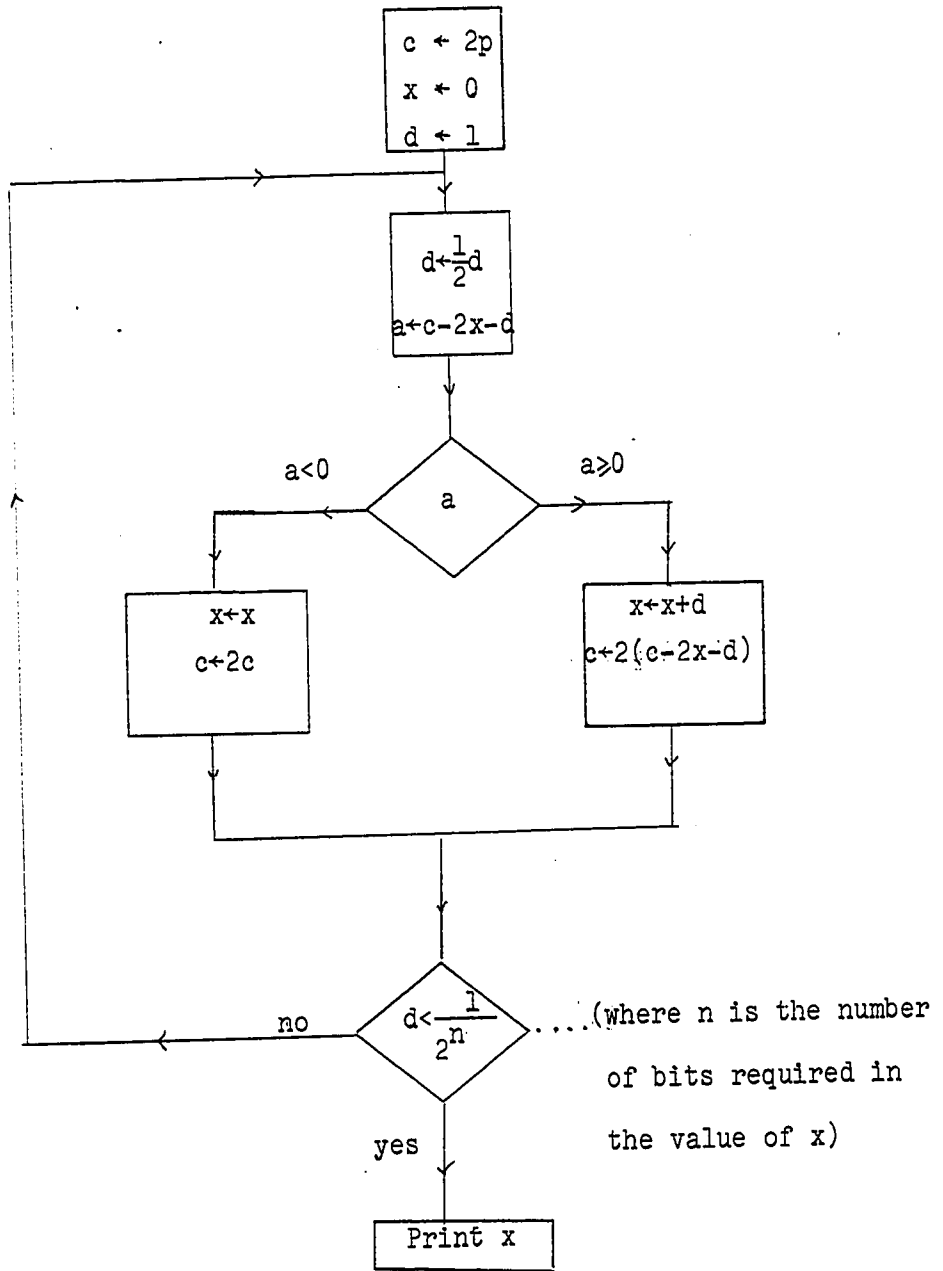 c ← 2p
x ← 0
d ← 1
d←1/2d
a←c-2x-d
a<0
a≥0
a
x←x
c←2c
x←x+d
c←2(c-2x-d)
no
d<1/2ⁿ
....(where n is the number
of bits required in
the value of x)
yes
Print x